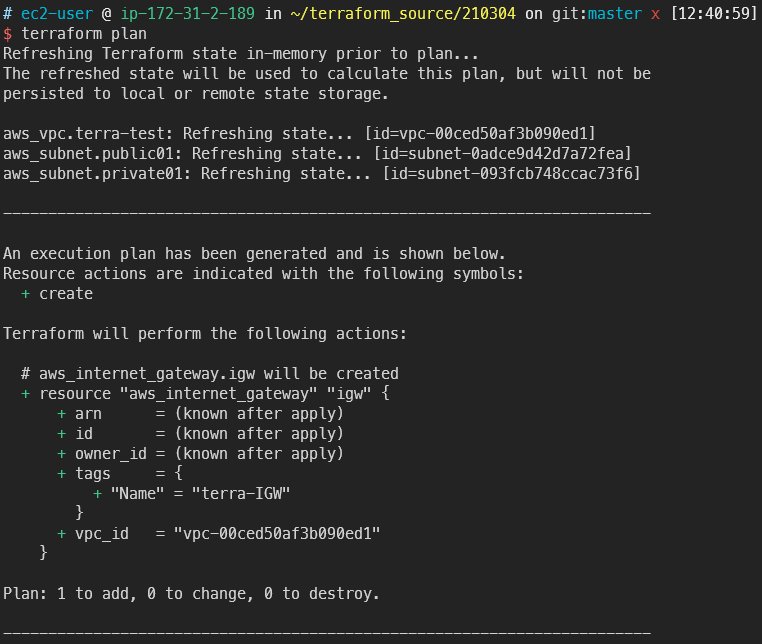 # ec2-user @ ip-172-31-2-189 in ~/terraform_source/210304 on git:master x [12:40:59]
$ terraform plan
Refreshing Terraform state in-memory prior to plan...
The refreshed state will be used to calculate this plan, but will not be
persisted to local or remote state storage.

aws_vpc.terra-test: Refreshing state... [id=vpc-00ced50af3b090ed1]
aws_subnet.public01: Refreshing state... [id=subnet-0adce9d42d7a72fea]
aws_subnet.private01: Refreshing state... [id=subnet-093fcb748ccac73f6]

------------------------------------------------------------------------

An execution plan has been generated and is shown below.
Resource actions are indicated with the following symbols:
  + create

Terraform will perform the following actions:

  # aws_internet_gateway.igw will be created
  + resource "aws_internet_gateway" "igw" {
      + arn      = (known after apply)
      + id       = (known after apply)
      + owner_id = (known after apply)
      + tags     = {
          + "Name" = "terra-IGW"
        }
      + vpc_id   = "vpc-00ced50af3b090ed1"
    }

Plan: 1 to add, 0 to change, 0 to destroy.

------------------------------------------------------------------------